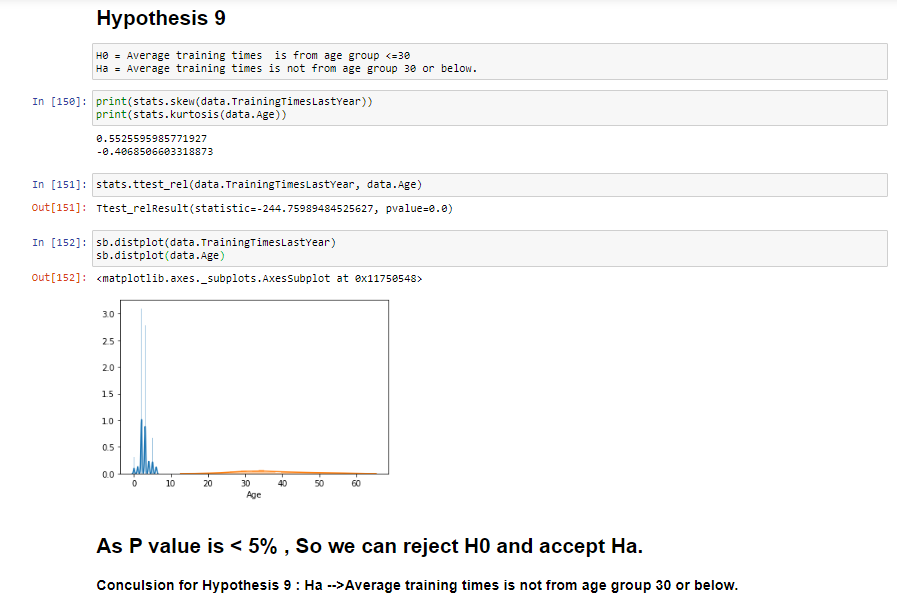 Hypothesis 9
H0 = Average training times  is from age group <=30
Ha = Average training times is not from age group 30 or below.
In [150]: print(stats.skew(data.TrainingTimesLastYear))
print(stats.kurtosis(data.Age))
0.5525595985771927
-0.4068506603318873
In [151]: stats.ttest_rel(data.TrainingTimesLastYear, data.Age)
Out[151]: Ttest_relResult(statistic=-244.75989484525627, pvalue=0.0)
In [152]: sb.distplot(data.TrainingTimesLastYear)
sb.distplot(data.Age)
Out[152]: <matplotlib.axes._subplots.AxesSubplot at 0x11750548>
3.0
2.5
2.0
1.5
1.0
0.5
0.0
0 10 20 30 40 50 60
Age
As P value is < 5% , So we can reject H0 and accept Ha.
Conculsion for Hypothesis 9 : Ha -->Average training times is not from age group 30 or below.